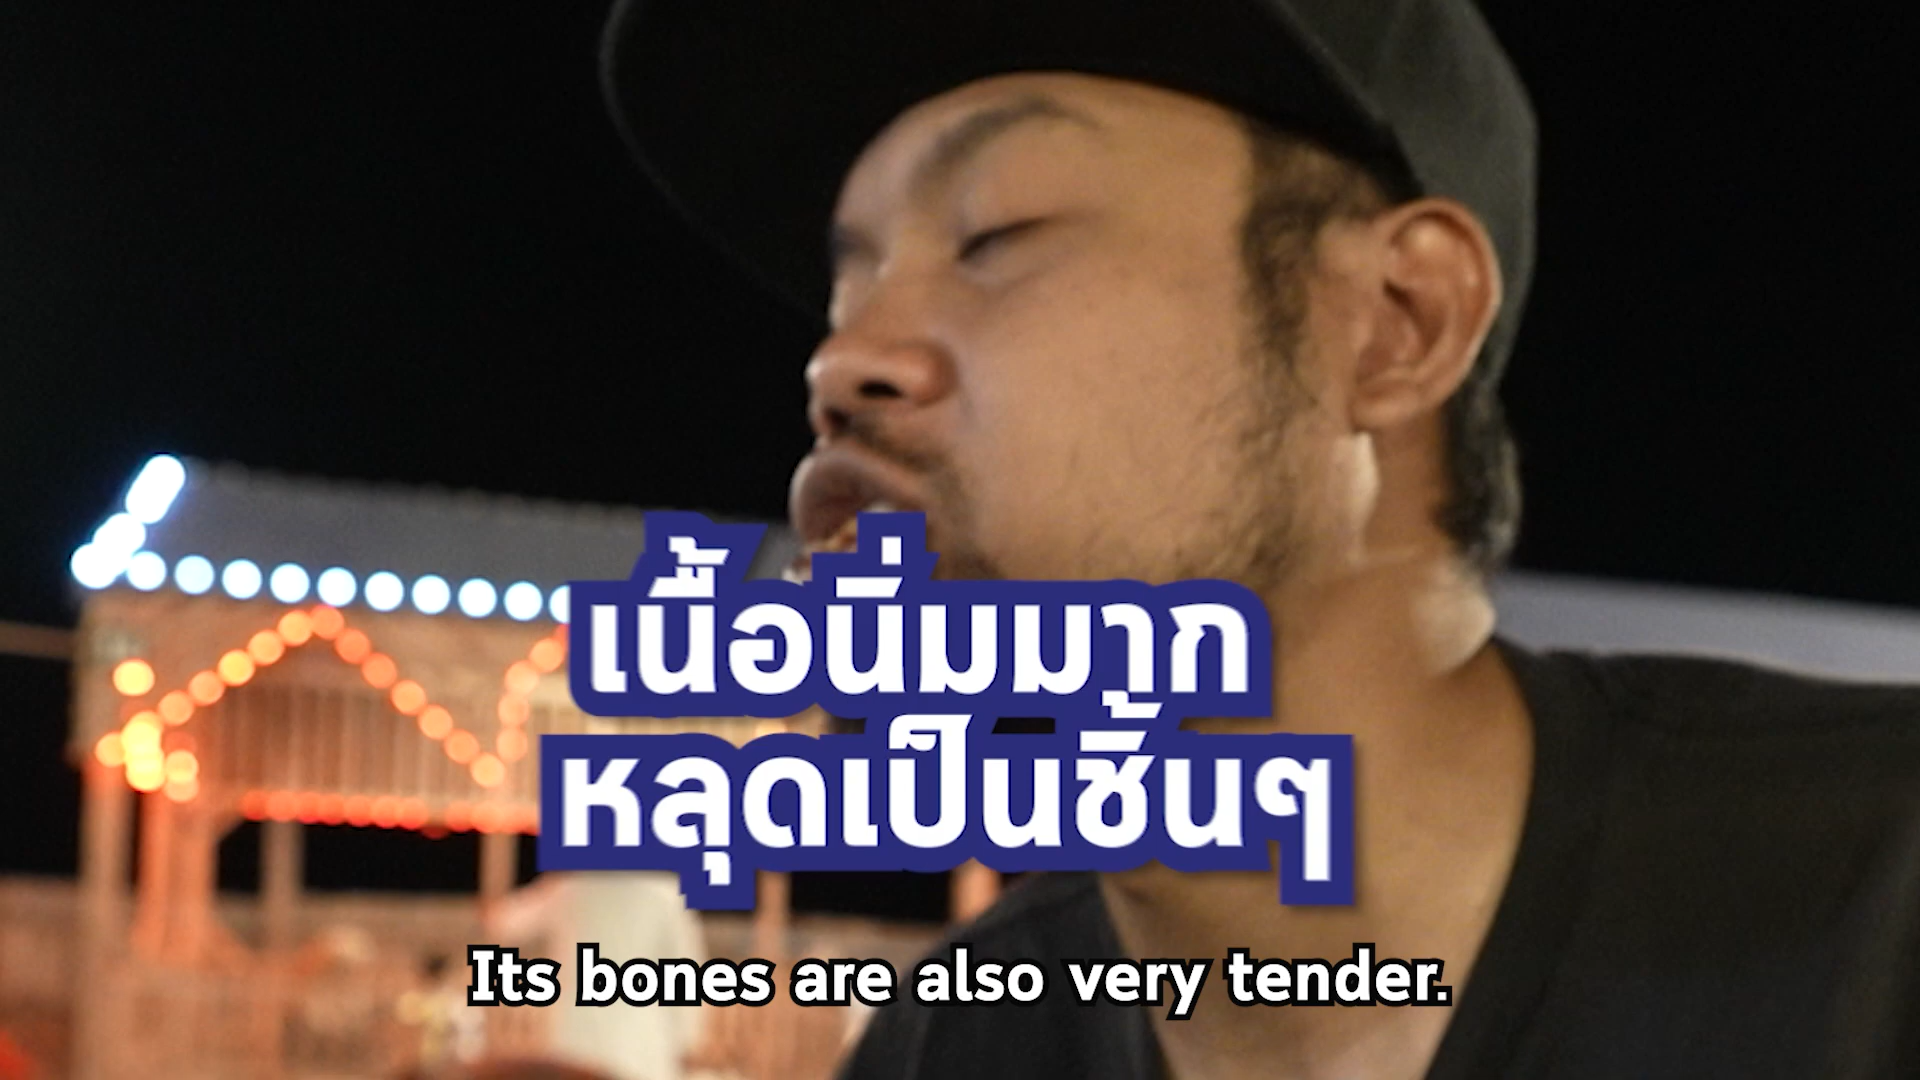 เนื้อนิ่มมาก
หลุดเป็นชิ้นๆ
Its bones are also very tender.